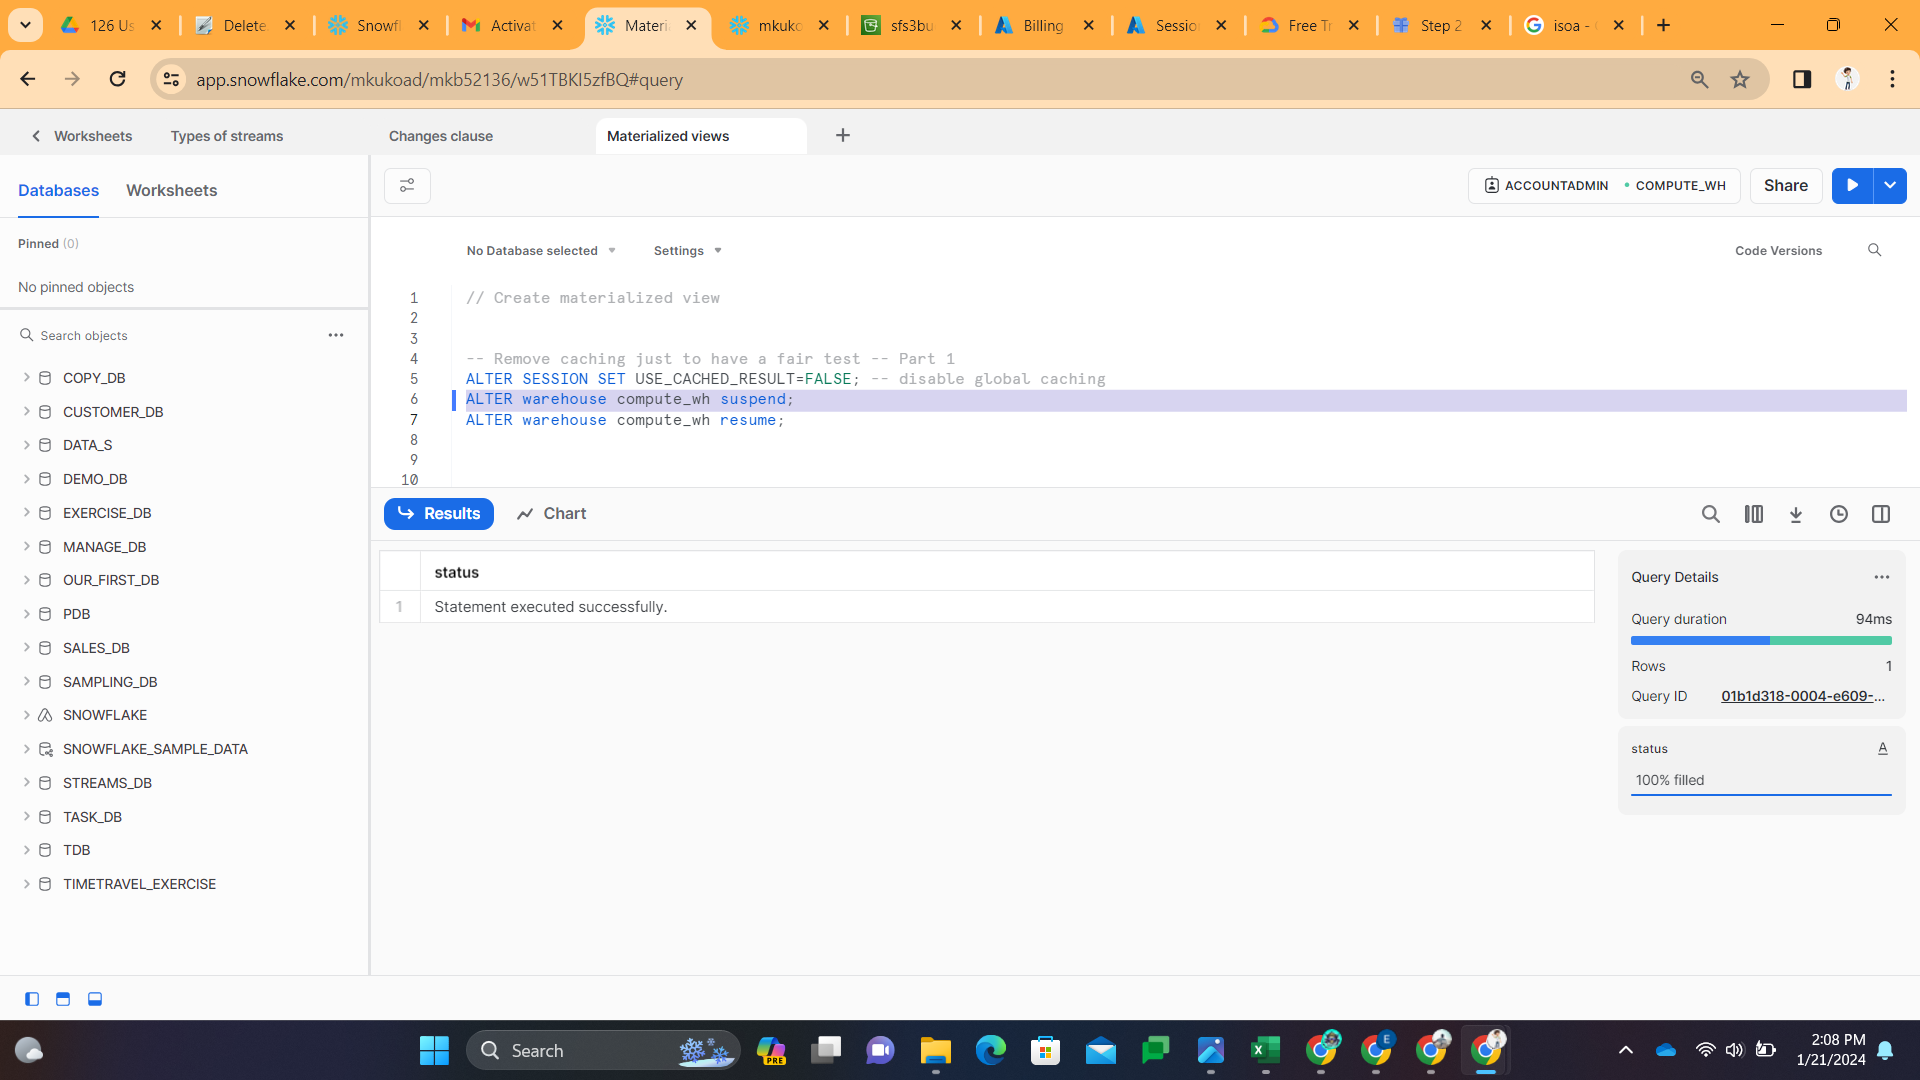 126 Us
Delete
Snowfl
Activat
Materi
mkuko
sfs3bu
Billing
Sessio
Free Tr
Step 2
isoa -
app.snowflake.com/mkukoad/mkb52136/w51TBKI5zfBQ#query
Worksheets
Types of streams
Changes clause
Materialized views
Databases
Worksheets
ACCOUNTADMIN
COMPUTE_WH
Share
Pinned (0)
No pinned objects
No Database selected
Settings
Code Versions
Search objects
COPY_DB
CUSTOMER_DB
DATA_S
DEMO_DB
EXERCISE_DB
MANAGE_DB
OUR_FIRST_DB
PDB
SALES_DB
SAMPLING_DB
SNOWFLAKE
SNOWFLAKE_SAMPLE_DATA
STREAMS_DB
TASK_DB
TDB
TIMETRAVEL_EXERCISE
1 // Create materialized view
2
3
4 -- Remove caching just to have a fair test -- Part 1
5 ALTER SESSION SET USE_CACHED_RESULT=FALSE; -- disable global caching
6 ALTER warehouse compute_wh suspend;
7 ALTER warehouse compute_wh resume;
8
9
10
Results
Chart
status
1 Statement executed successfully.
Query Details
Query duration 94ms
Rows 1
Query ID 01b1d318-0004-e609-...
status A
100% filled
Search
PRE
E
2:08 PM
1/21/2024